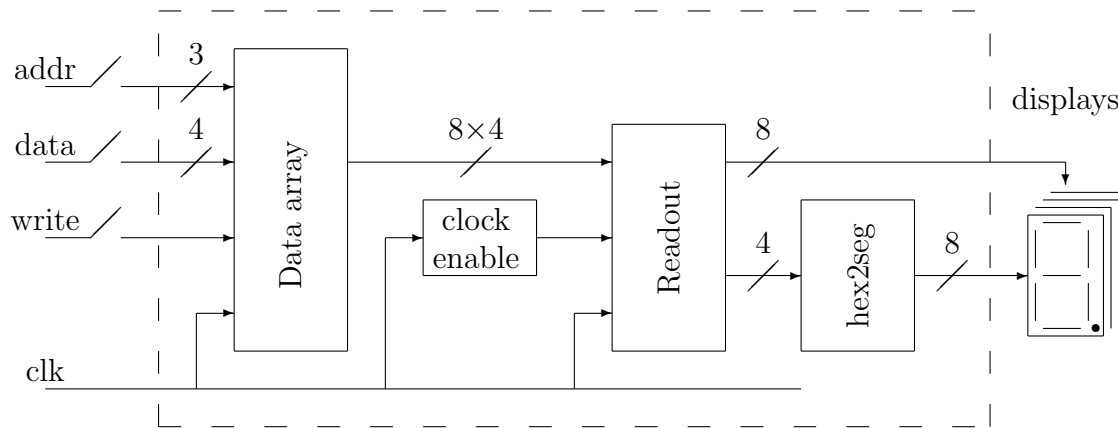 addr
3
displays
data
4
8×4
8
Data array
Readout
write
clock
enable
4
hex2seg
8
clk